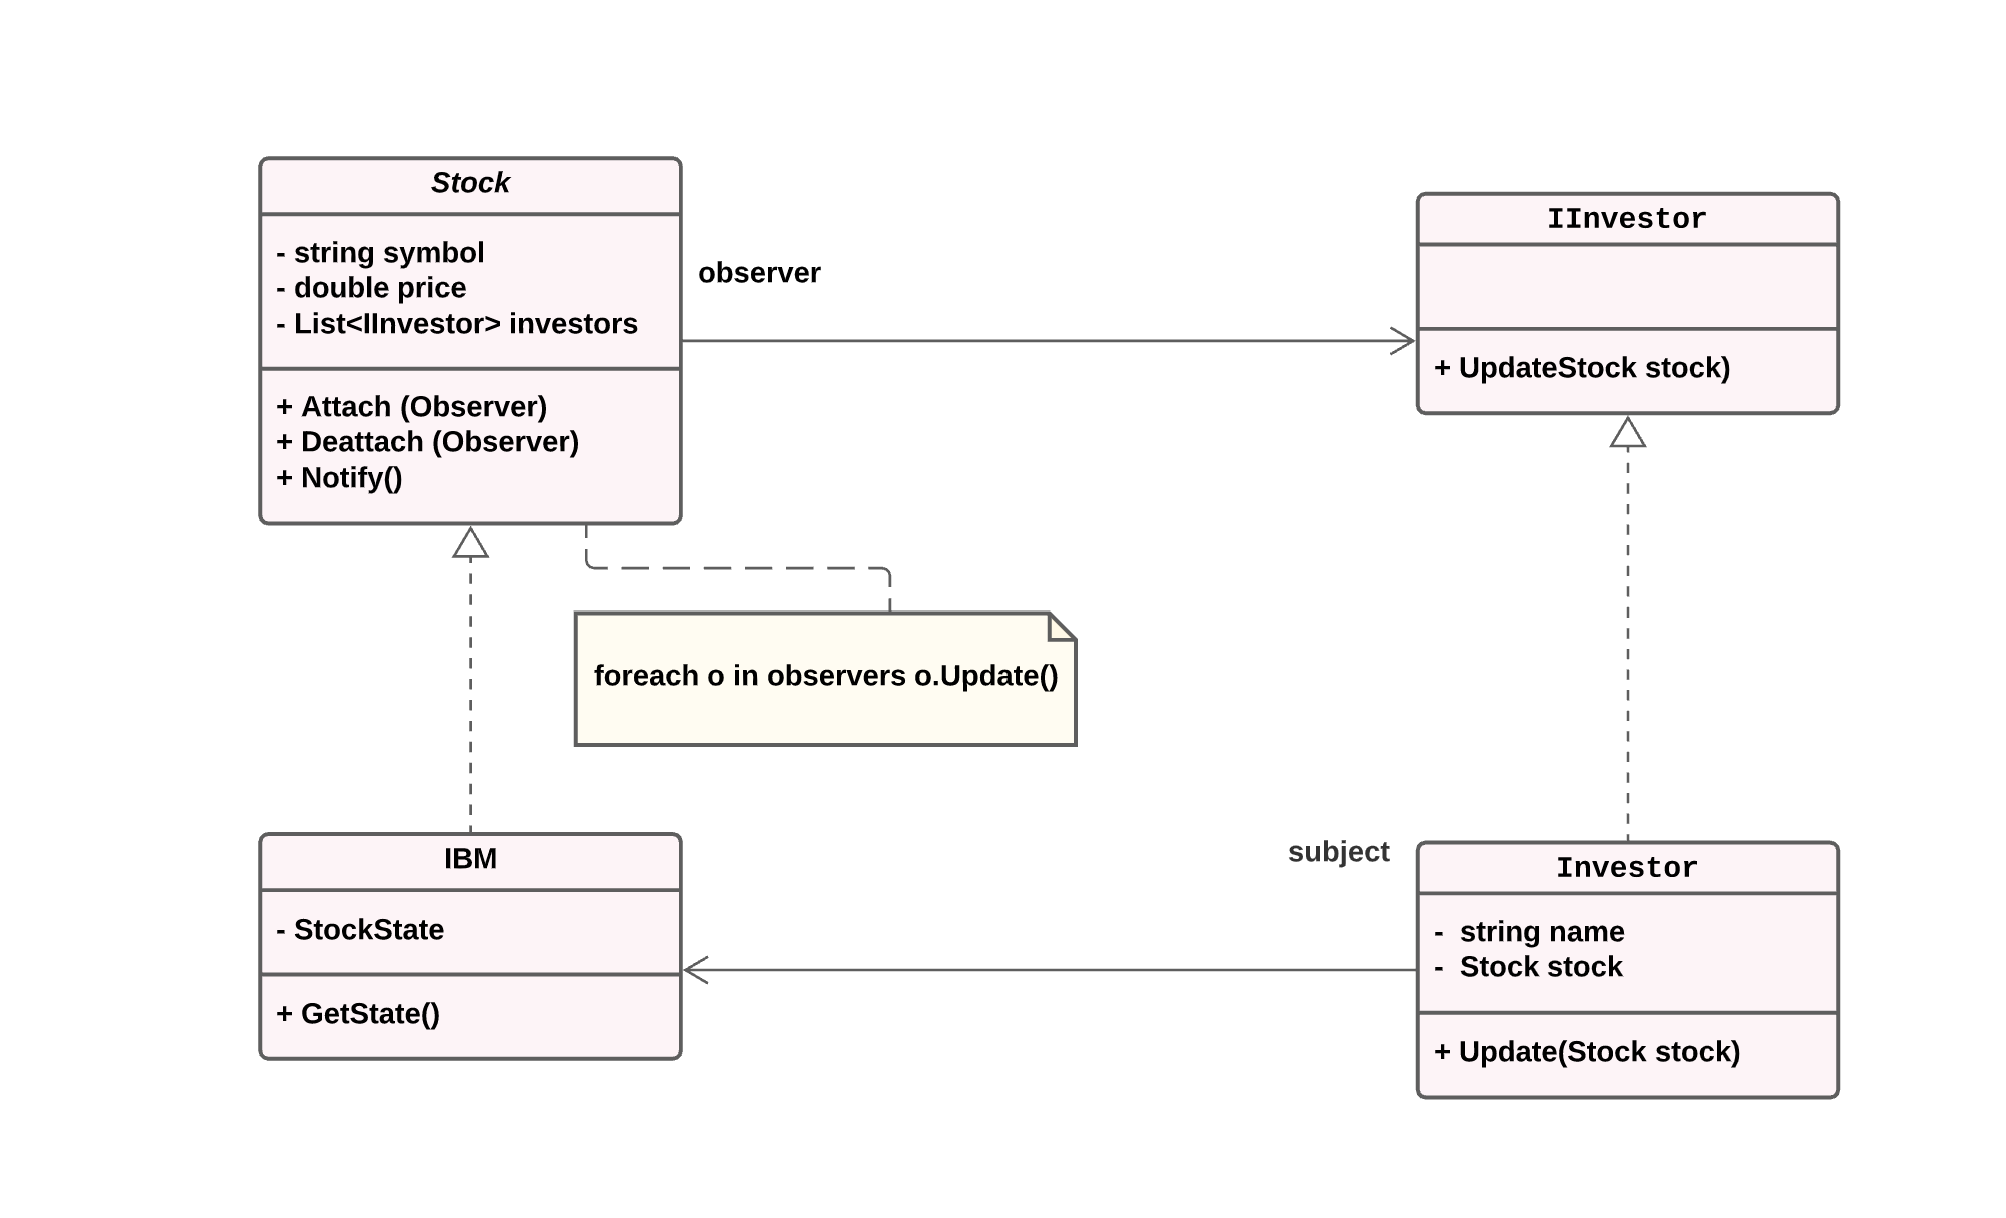 Stock
- string symbol
- double price
- List<IInvestor> investors
+ Attach (Observer)
+ Deattach (Observer)
+ Notify()
observer
IInvestor
+ UpdateStock stock)
foreach o in observers o.Update()
IBM
- StockState
+ GetState()
subject
Investor
- string name
- Stock stock
+ Update(Stock stock)